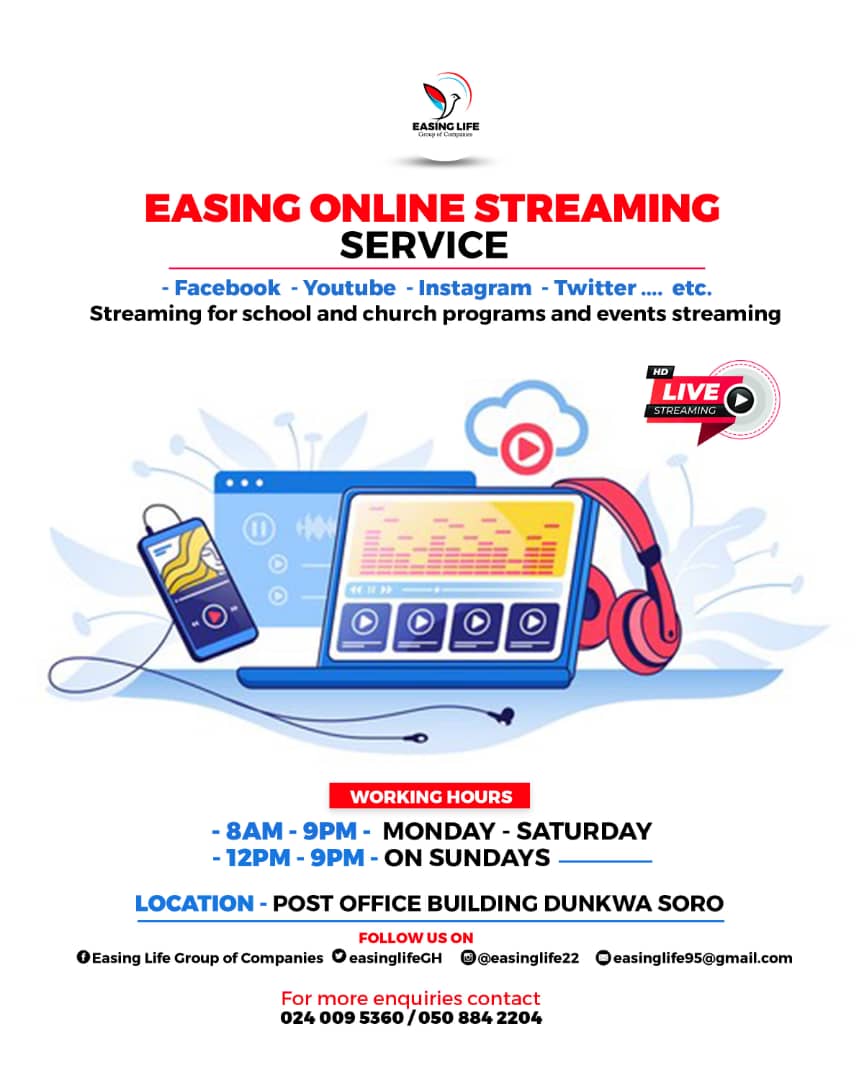 EASING LIFE
Group of Companies
EASING ONLINE STREAMING
SERVICE
- Facebook - Youtube - Instagram - Twitter .... etc.
Streaming for school and church programs and events streaming
HD
LIVE
STREAMING
WORKING HOURS
- 8AM - 9PM - MONDAY - SATURDAY
- 12PM - 9PM - ON SUNDAYS
LOCATION - POST OFFICE BUILDING DUNKWA SORO
FOLLOW US ON
Easing Life Group of Companies easinglifeGH @easinglife22 easinglife95@gmail.com
For more enquiries contact
024 009 5360 / 050 884 2204